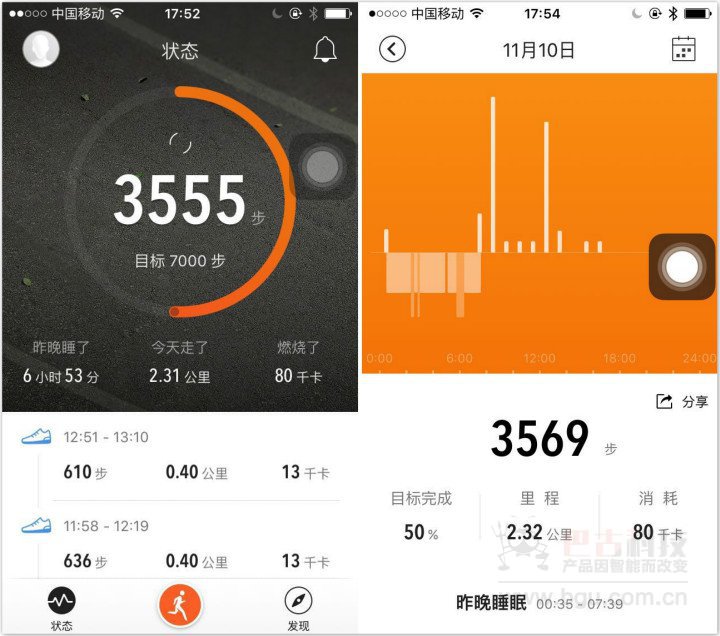 中国移动 17:52
状态
3555 步
目标 7000 步
昨晚睡了 今天走了 燃烧了
6 小时 53 分 2.31 公里 80 千卡
12:51 - 13:10
610 步 0.40 公里 13 千卡
11:58 - 12:19
636 步 0.40 公里 13 千卡
状态 发现
中国移动 17:54
11月10日
0:00 6:00 12:00 18:00 24:00
分享
3569 步
目标完成 里 程 消 耗
50 % 2.32 公里 80 千卡
巴古科技
产品因智能而改变
www.bgu.com.cn
昨晚睡眠 00:35 - 07:39